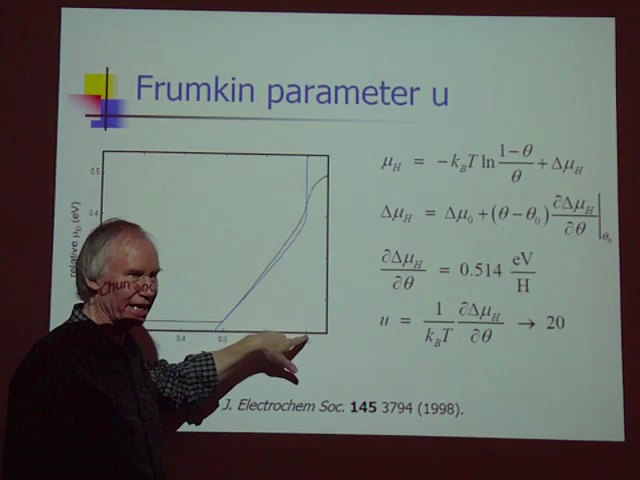 Frumkin parameter u
μ_H = -k_B T ln (1-θ)/θ + Δμ_H
Δμ_H = Δμ_0 + (θ-θ_0) ∂Δμ_H/∂θ |_θ_0
∂Δμ_H/∂θ = 0.514 eV/H
u = 1/(k_B T) ∂Δμ_H/∂θ → 20
0.5
0.4
relative μ_D (eV)
0.4
0.6
J. Electrochem Soc. 145 3794 (1998).